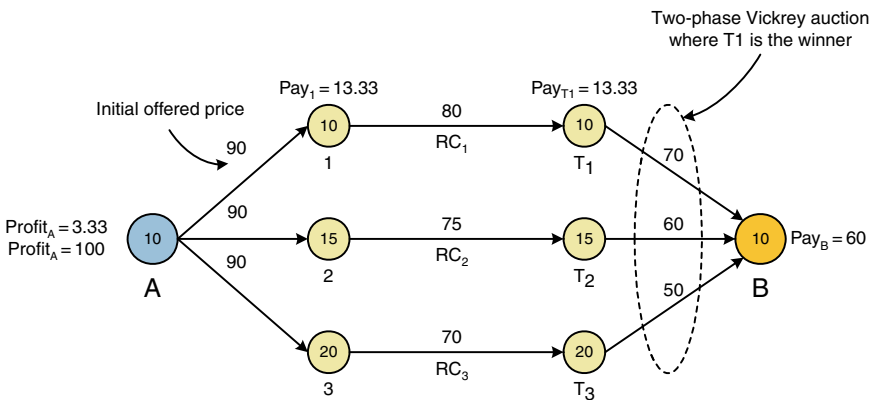 Two-phase Vickrey auction
where T1 is the winner
Initial offered price
Pay₁ = 13.33
Pay_T1 = 13.33
90
10
80
10
RC₁
1
T₁
70
Profit_A = 3.33
Profit_A = 100
10
A
90
15
75
15
60
10
Pay_B = 60
RC₂
2
T₂
B
90
20
70
20
50
RC₃
3
T₃